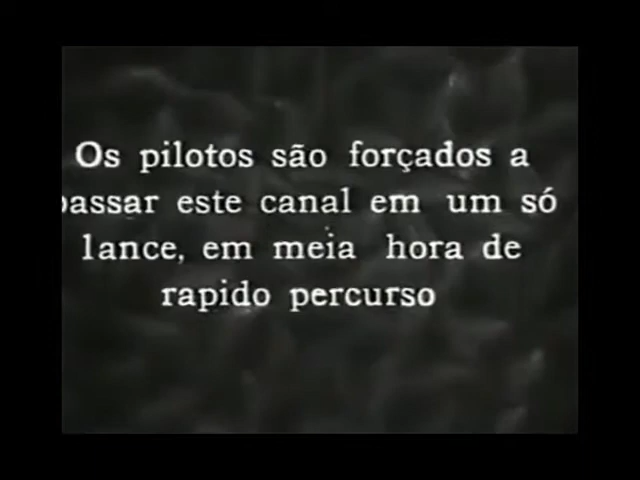 Os pilotos são forçados a
passar este canal em um só
lance, em meia hora de
rapido percurso